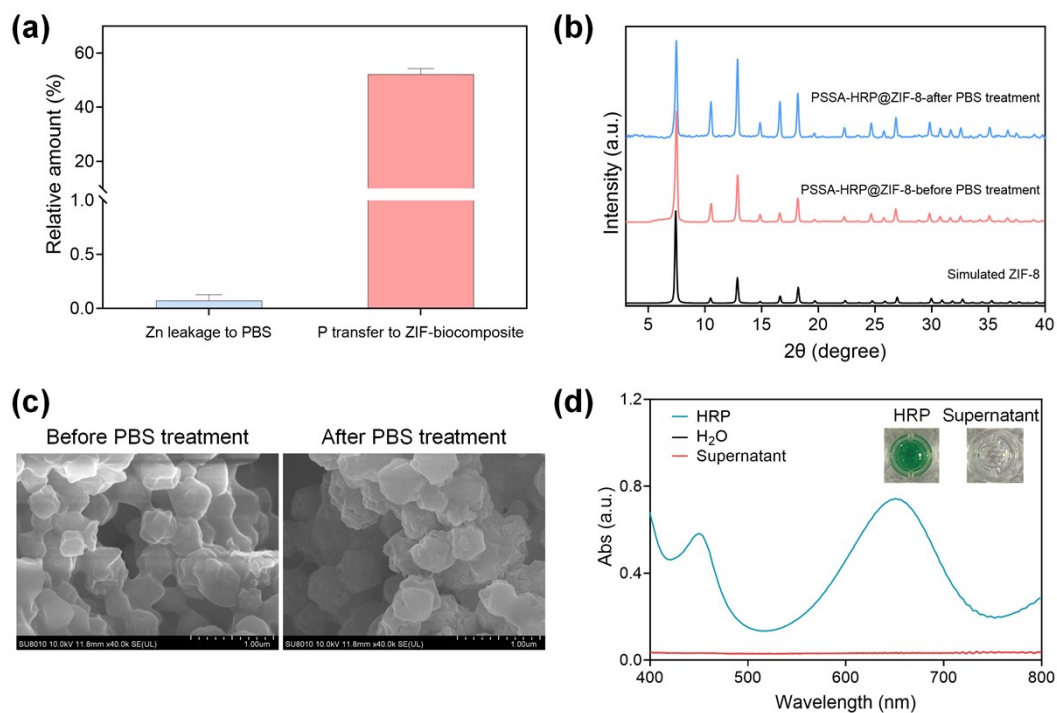 (a)
Relative amount (%)
60
40
20
1.0
0.5
0.0
Zn leakage to PBS
P transfer to ZIF-biocomposite
(b)
Intensity (a.u.)
PSSA-HRP@ZIF-8-after PBS treatment
PSSA-HRP@ZIF-8-before PBS treatment
Simulated ZIF-8
5 10 15 20 25 30 35 40
2θ (degree)
(c)
Before PBS treatment
After PBS treatment
SU8010 10.0kV 11.8mm x40.0k SE(UL)
1.00um
SU8010 10.0kV 11.8mm x40.0k SE(UL)
1.00um
(d)
Abs (a.u.)
1.2
0.8
0.4
0.0
HRP
H₂O
Supernatant
HRP
Supernatant
400 500 600 700 800
Wavelength (nm)